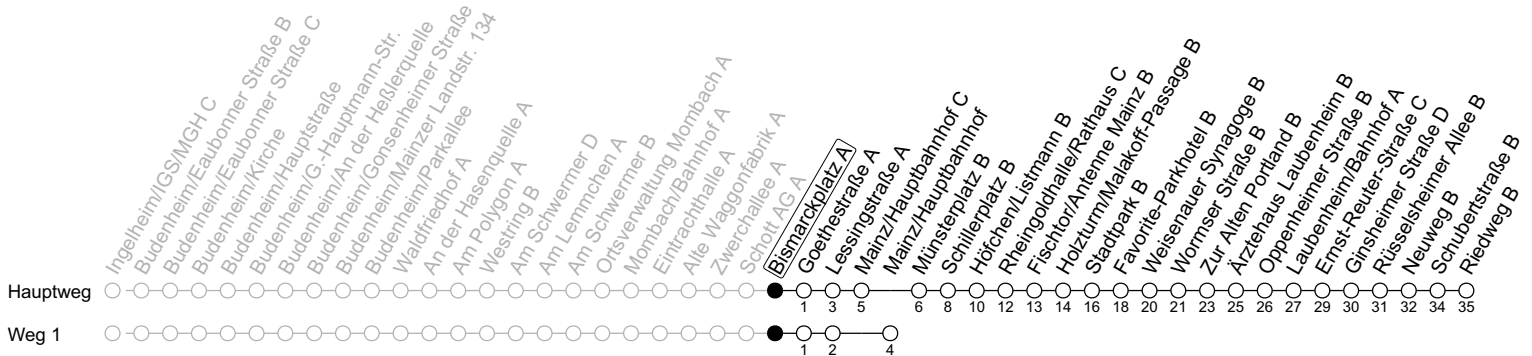 Ingelheim/IGS/MGH C
Budenheim/Eaubonner Straße B
Budenheim/Eaubonner Straße C
Budenheim/Kirche
Budenheim/Hauptstraße
Budenheim/G.-Hauptmann-Str.
Budenheim/An der Heßlerquelle
Budenheim/Gonsenheimer Straße
Budenheim/Mainzer Landstr. 134
Budenheim/Parkallee
Waldfriedhof A
An der Hasenquelle A
Am Polygon A
Westring B
Am Schwermer D
Am Lemmchen A
Am Schwermer B
Ortsverwaltung Mombach A
Mombach/Bahnhof A
Eintrachthalle A
Alte Waggonfabrik A
Zwerchallee A
Schott AG A
Bismarckplatz A
Goethestraße A
Lessingstraße A
Mainz/Hauptbahnhof C
Mainz/Hauptbahnhof
Münsterplatz B
Schillerplatz B
Höfchen/Listmann B
Rheingoldhalle/Rathaus C
Fischtor/Antenne Mainz B
Holzturm/Malakoff-Passage B
Stadtpark B
Favorite-Parkhotel B
Weisenauer Synagoge B
Wormser Straße B
Zur Alten Portland B
Ärztehaus Laubenheim B
Oppenheimer Straße B
Laubenheim/Bahnhof A
Ernst-Reuter-Straße C
Ginsheimer Straße D
Rüsselsheimer Allee B
Neuweg B
Schubertstraße B
Riedweg B
Hauptweg
1 3 5 6 8 10 12 13 14 16 18 20 21 23 25 26 27 29 30 31 32 34 35
Weg 1
1 2 4